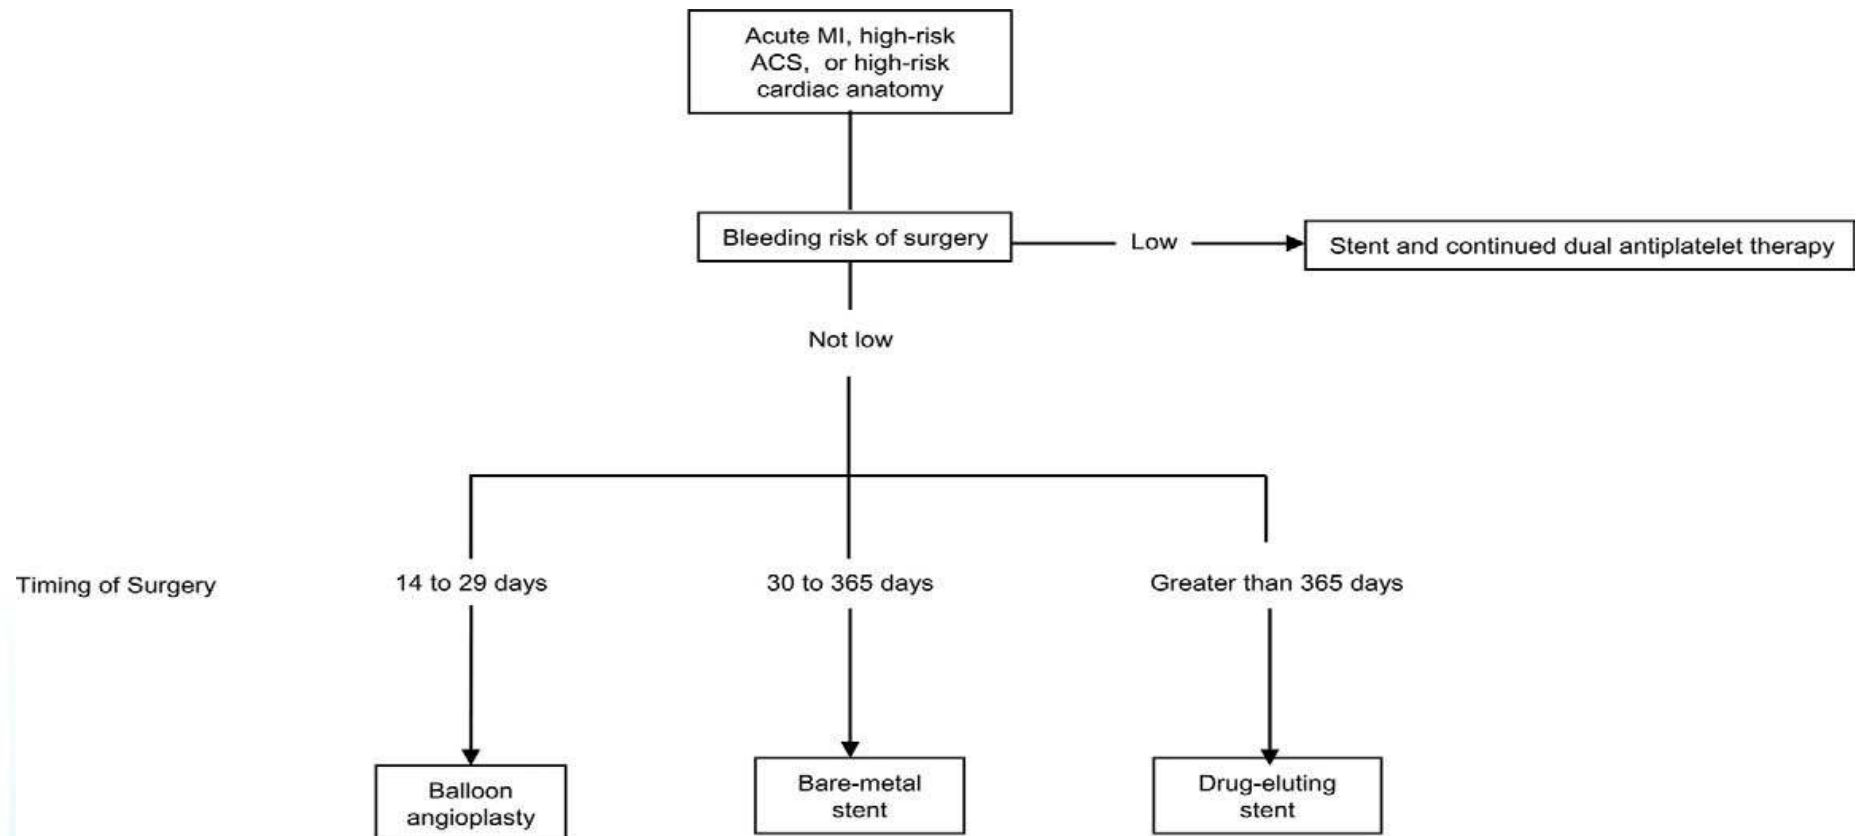 Acute MI, high-risk
ACS, or high-risk
cardiac anatomy
Bleeding risk of surgery
Low
Stent and continued dual antiplatelet therapy
Not low
Timing of Surgery
14 to 29 days
30 to 365 days
Greater than 365 days
Balloon
angioplasty
Bare-metal
stent
Drug-eluting
stent